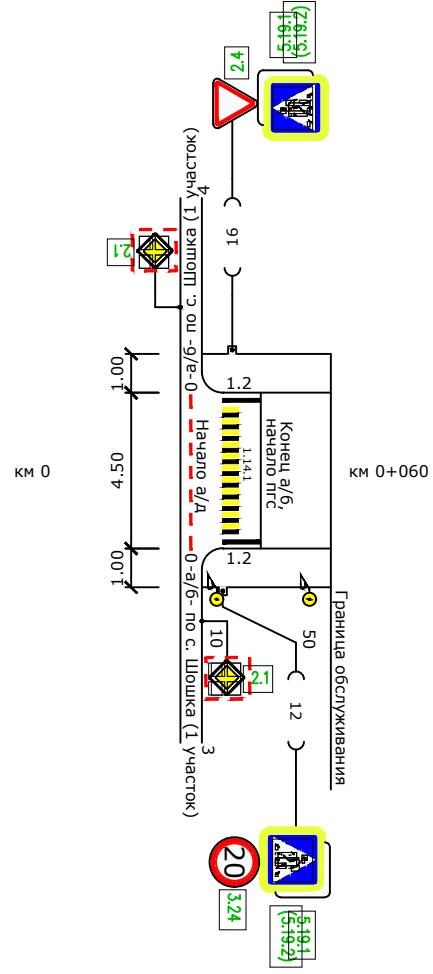 5.19.1
(5.19.2)
2.4
0-а/б- по с. Шошка (1 участок)
4
2.1
16
1.00
1.2
Начало а/д
1.14.1
Конец а/б,
начало пгс
км 0
4.50
км 0+060
1.00
1.2
Граница обслуживания
0-а/б- по с. Шошка (1 участок)
3
10
50
2.1
12
20
3.24
5.19.1
(5.19.2)